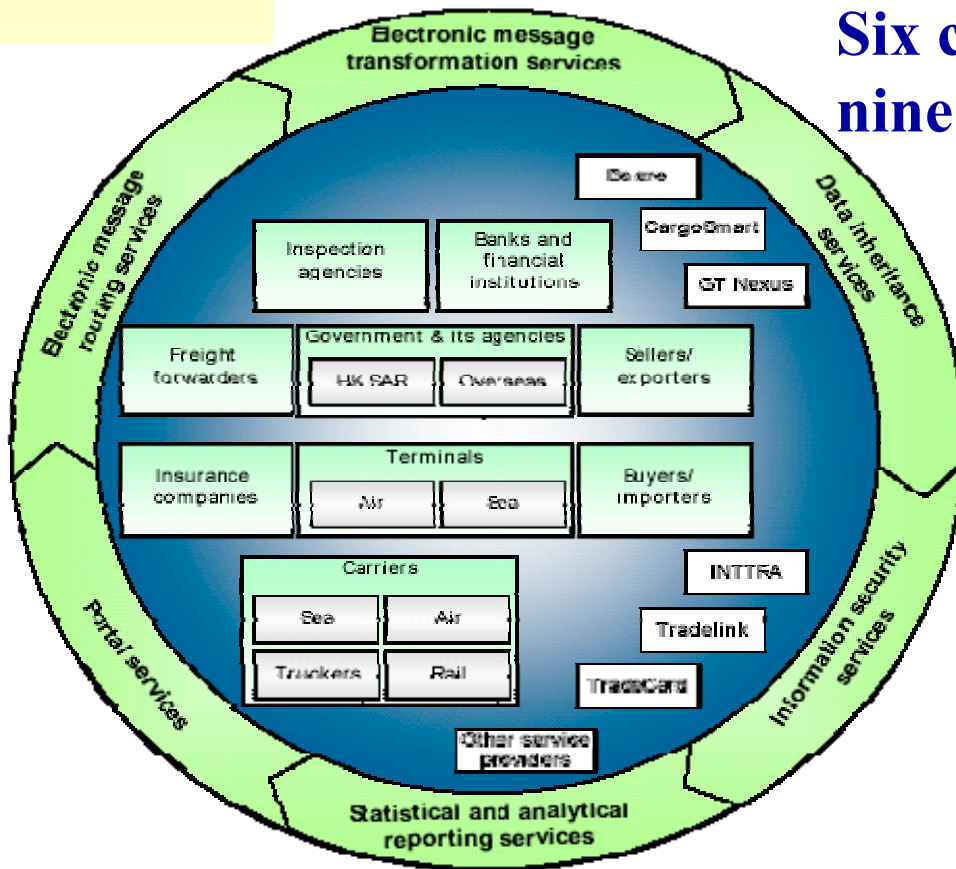 Six
nine
Electronic message
transformation services
Data inheritance
services
Information security
services
Statistical and analytical
reporting services
Portal services
Electronic message
routing services
CargoSmart
GT Nexus
Inspection
agencies
Banks and
financial
institutions
Freight
forwarders
Government & its agencies
HK SAR
Overseas
Sellers/
exporters
Insurance
companies
Terminals
Air
Sea
Buyers/
importers
Carriers
Sea
Air
Truckers
Rail
INTTRA
Tradelink
TradeCard
Other service
providers